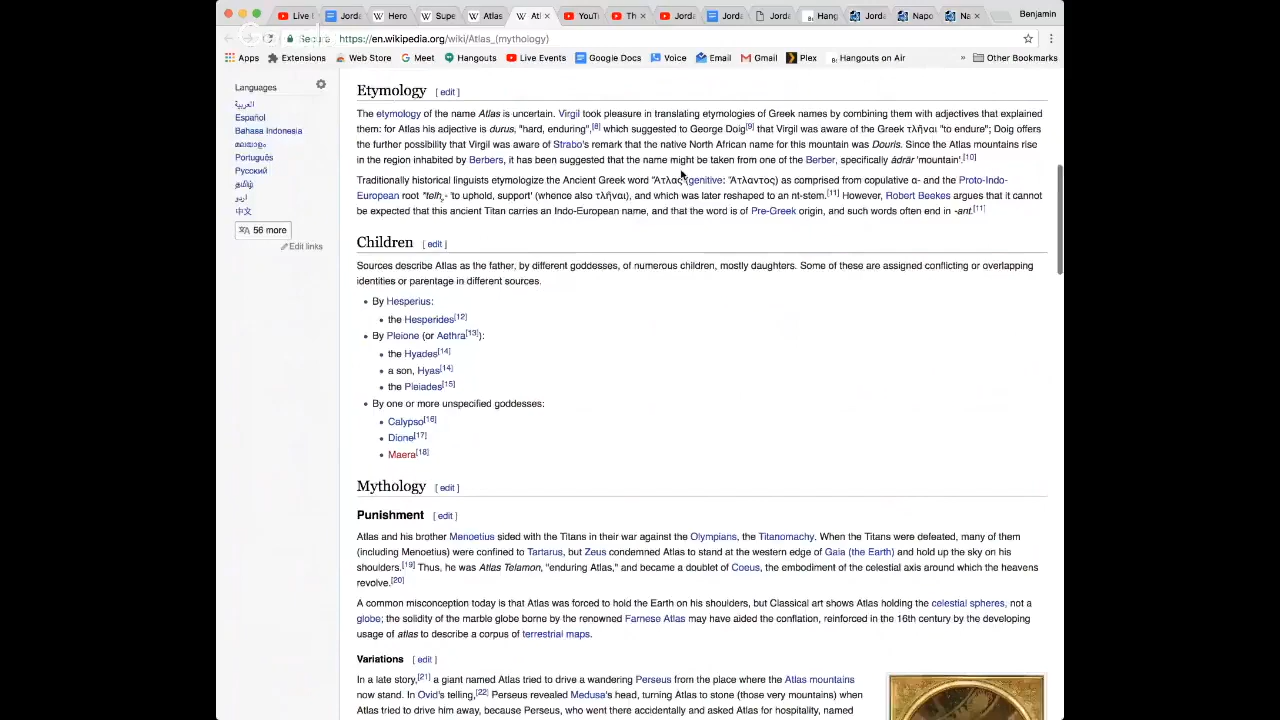 Live Jorda Hero Supe Atlas Atl YouTi Th Jorda Jorda Jorda Hang Jorda Napo Na Benjamin
Secure https://en.wikipedia.org/wiki/Atlas_(mythology)
Apps Extensions Web Store Meet Hangouts Live Events Google Docs Voice Email Gmail Plex Hangouts on Air » Other Bookmarks
Languages
العربية
Español
Bahasa Indonesia
മലയാളം
Português
Русский
தமிழ்
اردو
中文
56 more
Edit links
Etymology [ edit ]
The etymology of the name Atlas is uncertain. Virgil took pleasure in translating etymologies of Greek names by combining them with adjectives that explained
them: for Atlas his adjective is durus, "hard, enduring",[8] which suggested to George Doig[9] that Virgil was aware of the Greek τλῆναι "to endure"; Doig offers
the further possibility that Virgil was aware of Strabo's remark that the native North African name for this mountain was Douris. Since the Atlas mountains rise
in the region inhabited by Berbers, it has been suggested that the name might be taken from one of the Berber, specifically ádrār 'mountain'.[10]
Traditionally historical linguists etymologize the Ancient Greek word Ἄτλας (genitive: Ἄτλαντος) as comprised from copulative α- and the Proto-Indo-
European root *telh₂- 'to uphold, support' (whence also τλῆναι), and which was later reshaped to an nt-stem.[11] However, Robert Beekes argues that it cannot
be expected that this ancient Titan carries an Indo-European name, and that the word is of Pre-Greek origin, and such words often end in -ant.[11]
Children [ edit ]
Sources describe Atlas as the father, by different goddesses, of numerous children, mostly daughters. Some of these are assigned conflicting or overlapping
identities or parentage in different sources.
• By Hesperius:
• the Hesperides[12]
• By Pleione (or Aethra[13]):
• the Hyades[14]
• a son, Hyas[14]
• the Pleiades[15]
• By one or more unspecified goddesses:
• Calypso[16]
• Dione[17]
• Maera[18]
Mythology [ edit ]
Punishment [ edit ]
Atlas and his brother Menoetius sided with the Titans in their war against the Olympians, the Titanomachy. When the Titans were defeated, many of them
(including Menoetius) were confined to Tartarus, but Zeus condemned Atlas to stand at the western edge of Gaia (the Earth) and hold up the sky on his
shoulders.[19] Thus, he was Atlas Telamon, "enduring Atlas," and became a doublet of Coeus, the embodiment of the celestial axis around which the heavens
revolve.[20]
A common misconception today is that Atlas was forced to hold the Earth on his shoulders, but Classical art shows Atlas holding the celestial spheres, not a
globe; the solidity of the marble globe borne by the renowned Farnese Atlas may have aided the conflation, reinforced in the 16th century by the developing
usage of atlas to describe a corpus of terrestrial maps.
Variations [ edit ]
In a late story,[21] a giant named Atlas tried to drive a wandering Perseus from the place where the Atlas mountains
now stand. In Ovid's telling,[22] Perseus revealed Medusa's head, turning Atlas to stone (those very mountains) when
Atlas tried to drive him away, because Perseus, who went there accidentally and asked Atlas for hospitality, named